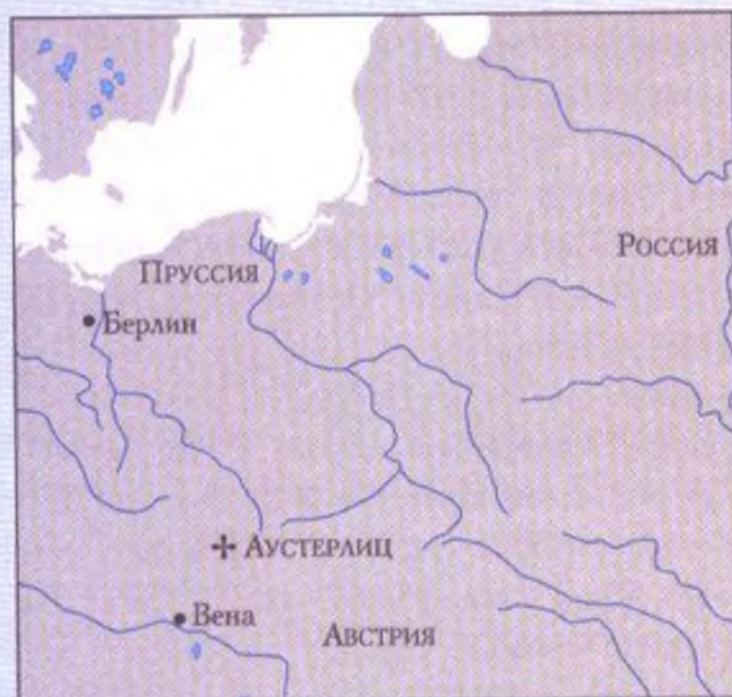 Россия
Пруссия
Берлин
Аустерлиц
Вена
Австрия